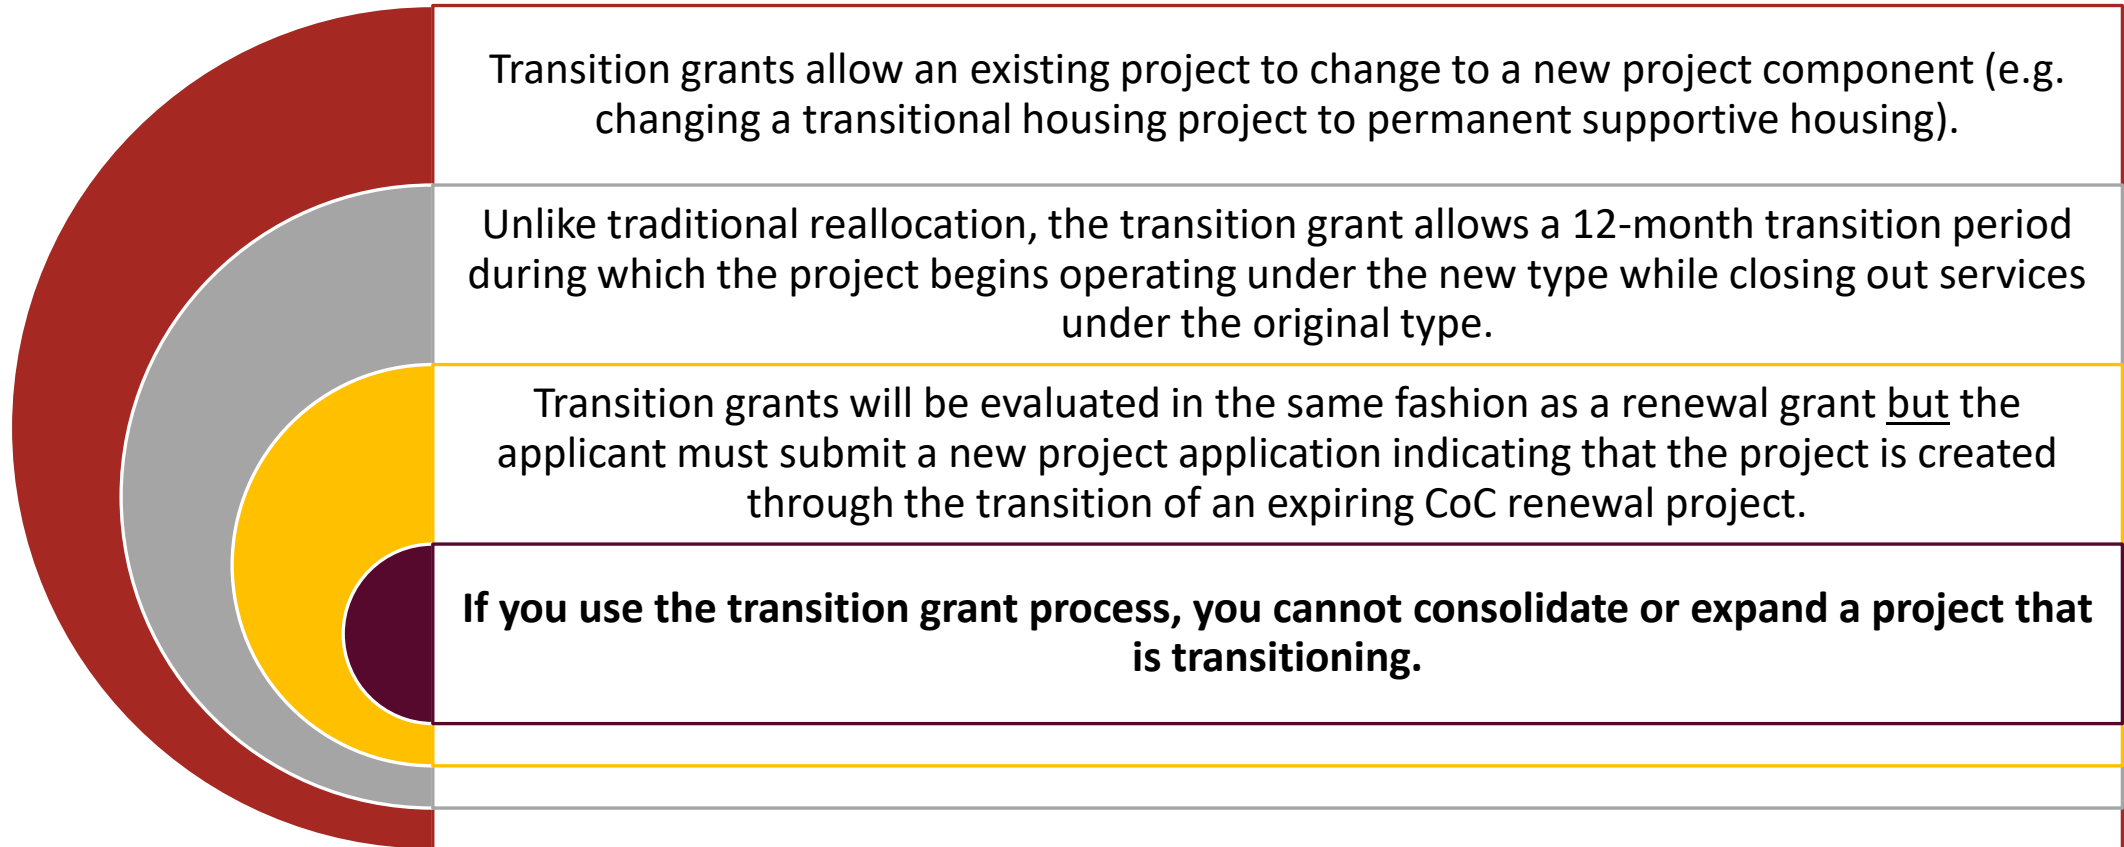 Transition grants allow an existing project to change to a new project component (e.g.
changing a transitional housing project to permanent supportive housing).
Unlike traditional reallocation, the transition grant allows a 12-month transition period
during which the project begins operating under the new type while closing out services
under the original type.
Transition grants will be evaluated in the same fashion as a renewal grant but the
applicant must submit a new project application indicating that the project is created
through the transition of an expiring CoC renewal project.
If you use the transition grant process, you cannot consolidate or expand a project that
is transitioning.